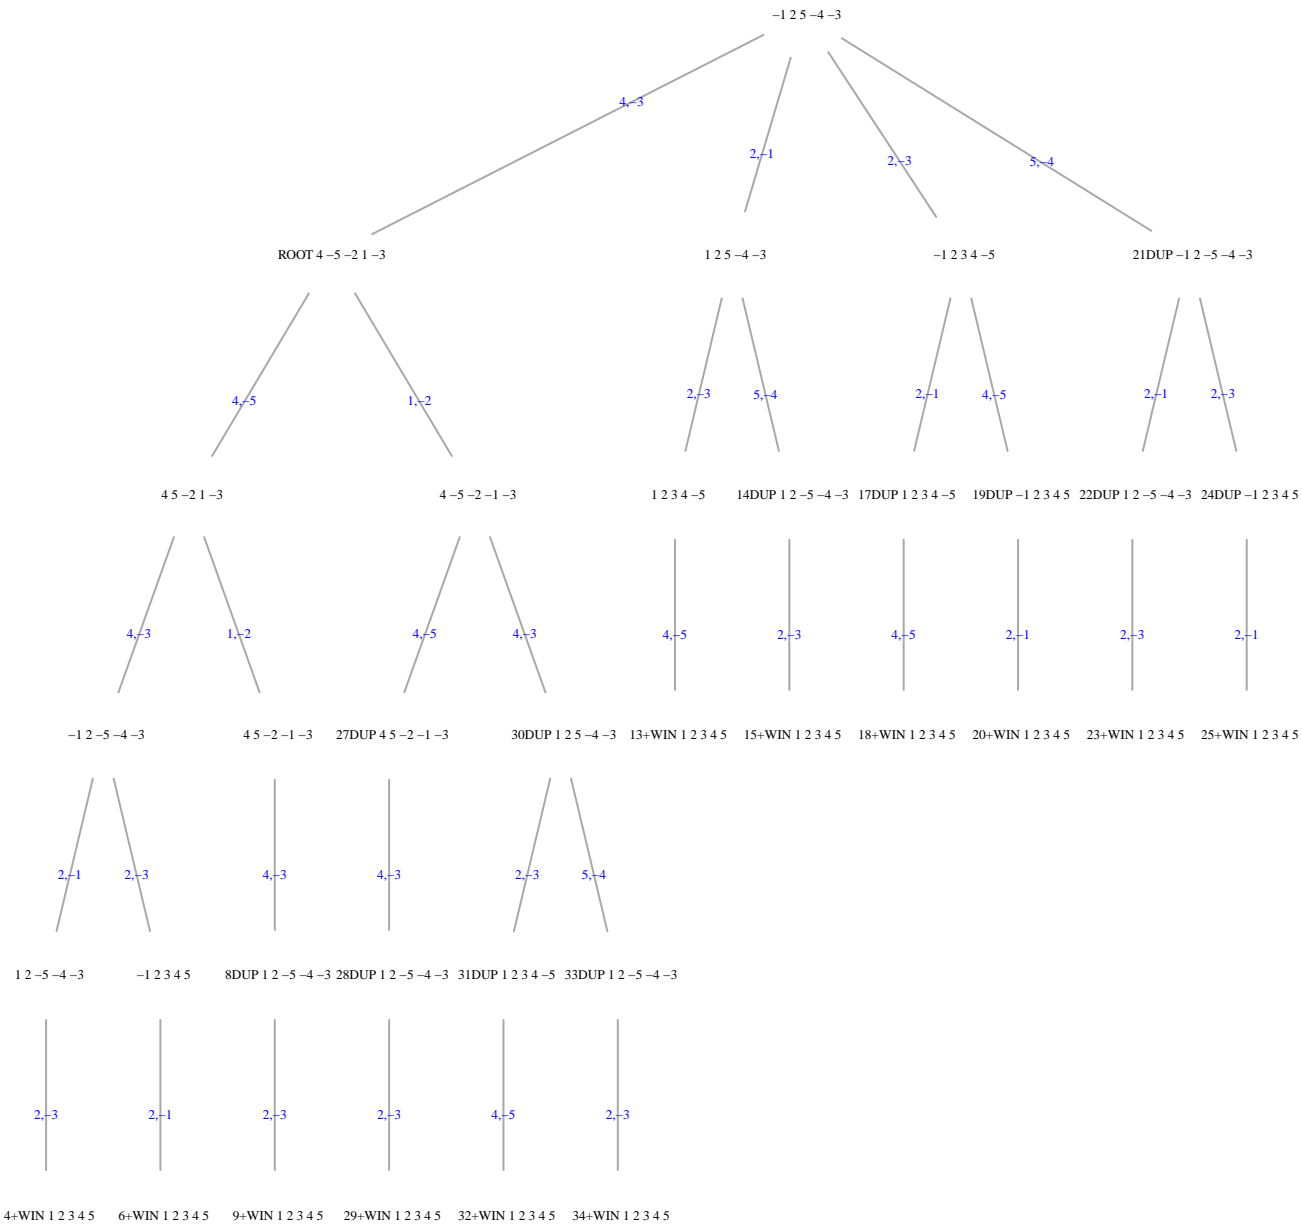 −1 2 5 −4 −3
4,−3
2,−1
2,−3
5,−4
ROOT 4 −5 −2 1 −3
1 2 5 −4 −3
−1 2 3 4 −5
21DUP −1 2 −5 −4 −3
4,−5
1,−2
2,−3
5,−4
2,−1
4,−5
2,−1
2,−3
4 5 −2 1 −3
4 −5 −2 −1 −3
1 2 3 4 −5
14DUP 1 2 −5 −4 −3
17DUP 1 2 3 4 −5
19DUP −1 2 3 4 5
22DUP 1 2 −5 −4 −3
24DUP −1 2 3 4 5
4,−3
1,−2
4,−5
4,−3
4,−5
2,−3
4,−5
2,−1
2,−3
2,−1
−1 2 −5 −4 −3
4 5 −2 −1 −3
27DUP 4 5 −2 −1 −3
30DUP 1 2 5 −4 −3
13+WIN 1 2 3 4 5
15+WIN 1 2 3 4 5
18+WIN 1 2 3 4 5
20+WIN 1 2 3 4 5
23+WIN 1 2 3 4 5
25+WIN 1 2 3 4 5
2,−1
2,−3
4,−3
4,−3
2,−3
5,−4
1 2 −5 −4 −3
−1 2 3 4 5
8DUP 1 2 −5 −4 −3
28DUP 1 2 −5 −4 −3
31DUP 1 2 3 4 −5
33DUP 1 2 −5 −4 −3
2,−3
2,−1
2,−3
2,−3
4,−5
2,−3
4+WIN 1 2 3 4 5
6+WIN 1 2 3 4 5
9+WIN 1 2 3 4 5
29+WIN 1 2 3 4 5
32+WIN 1 2 3 4 5
34+WIN 1 2 3 4 5